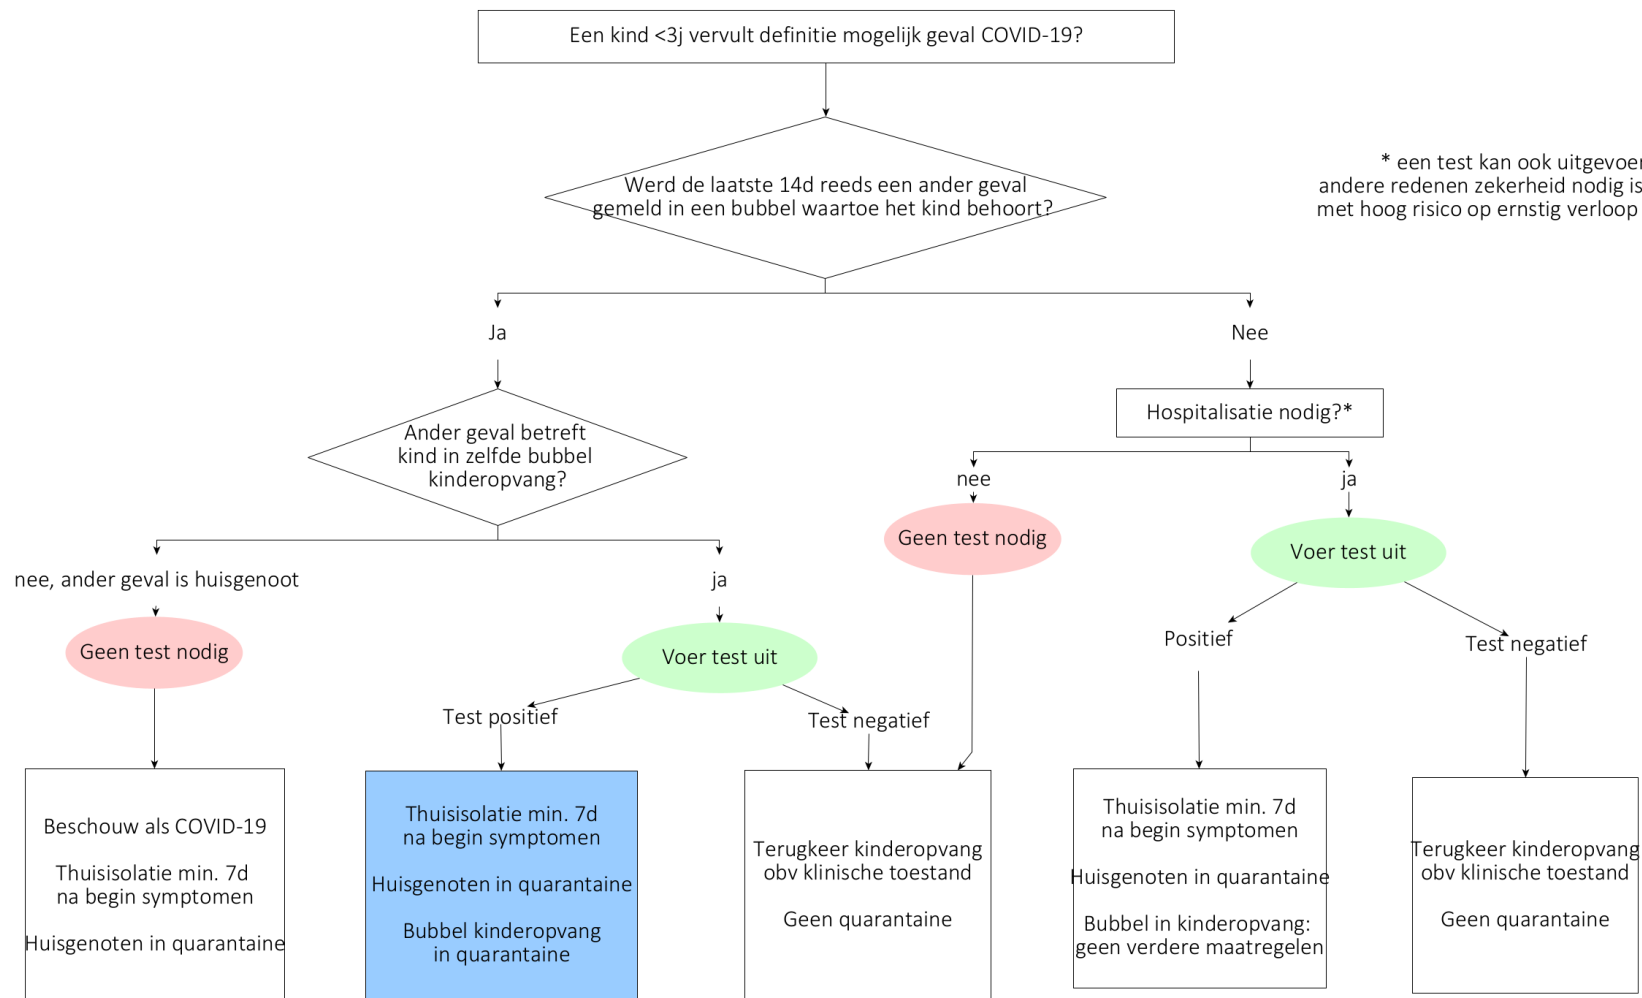 Een kind <3j vervult definitie mogelijk geval COVID-19?
Werd de laatste 14d reeds een ander geval
gemeld in een bubbel waartoe het kind behoort?
* een test kan ook uitgevoer
andere redenen zekerheid nodig is
met hoog risico op ernstig verloop
Ja
Nee
Ander geval betreft
kind in zelfde bubbel
kinderopvang?
Hospitalisatie nodig?*
nee
ja
Geen test nodig
Voer test uit
nee, ander geval is huisgenoot
ja
Geen test nodig
Voer test uit
Positief
Test negatief
Test positief
Test negatief
Beschouw als COVID-19
Thuisisolatie min. 7d
na begin symptomen
Huisgenoten in quarantaine
Thuisisolatie min. 7d
na begin symptomen
Huisgenoten in quarantaine
Bubbel kinderopvang
in quarantaine
Terugkeer kinderopvang
obv klinische toestand
Geen quarantaine
Thuisisolatie min. 7d
na begin symptomen
Huisgenoten in quarantaine
Bubbel in kinderopvang:
geen verdere maatregelen
Terugkeer kinderopvang
obv klinische toestand
Geen quarantaine